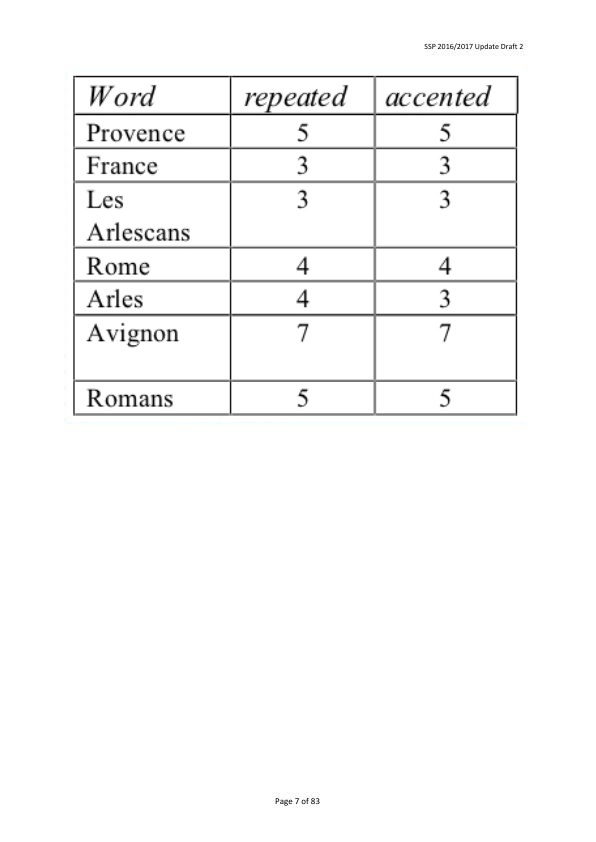 SSP 2016/2017 Update Draft 2
Word repeated accented
Provence 5 5
France 3 3
Les 3 3
Arlescans
Rome 4 4
Arles 4 3
Avignon 7 7
Romans 5 5
Page 7 of 83